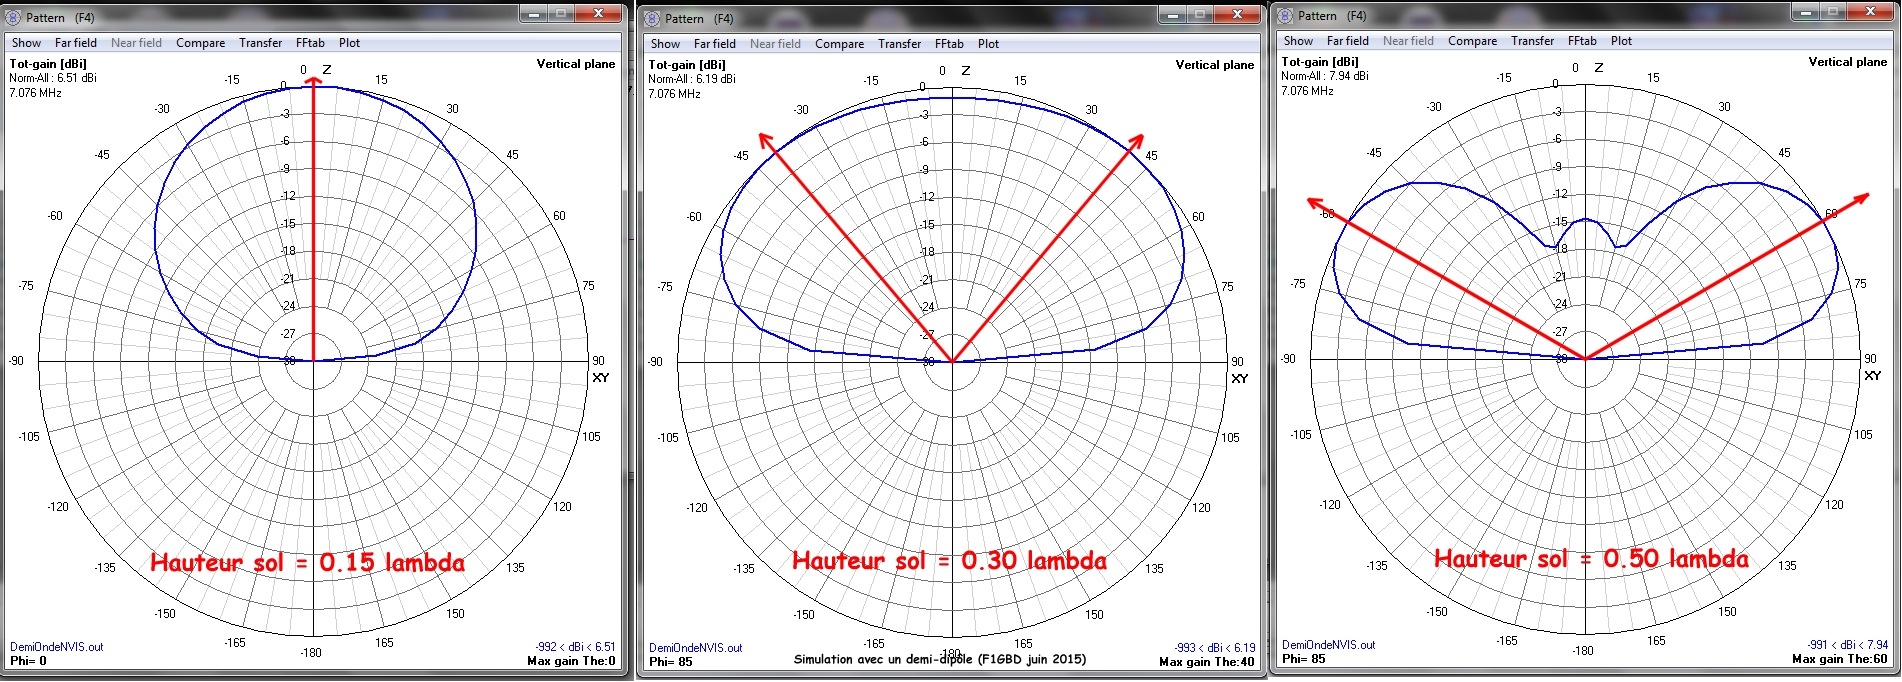 Pattern (F4)
Show Far field Near field Compare Transfer FFtab Plot
Tot-gain [dBi]
Norm-All : 6.51 dBi
7.076 MHz
Vertical plane
0 Z
-15 15
-30 30
-45 45
-60 60
-75 75
-90 90
XY
-105 105
-120 120
-135 135
-150 150
-165 165
-180
0
-3
-6
-9
-12
-15
-18
-21
-24
-27
-30
Hauteur sol = 0.15 lambda
DemiOndeNVIS.out
Phi= 0
-992 < dBi < 6.51
Max gain The:0
Pattern (F4)
Show Far field Near field Compare Transfer FFtab Plot
Tot-gain [dBi]
Norm-All : 6.19 dBi
7.076 MHz
Vertical plane
0 Z
-15 15
-30 30
-45 45
-60 60
-75 75
-90 90
XY
-105 105
-120 120
-135 135
-150 150
-165 165
-180
0
-3
-6
-9
-12
-15
-18
-21
-24
-27
-30
Hauteur sol = 0.30 lambda
DemiOndeNVIS.out
Phi= 85
Simulation avec un demi-dipôle (F1GBD juin 2015)
-993 < dBi < 6.19
Max gain The:40
Pattern (F4)
Show Far field Near field Compare Transfer FFtab Plot
Tot-gain [dBi]
Norm-All : 7.94 dBi
7.076 MHz
Vertical plane
0 Z
-15 15
-30 30
-45 45
-60 60
-75 75
-90 90
XY
-105 105
-120 120
-135 135
-150 150
-165 165
-180
0
-3
-6
-9
-12
-15
-18
-21
-24
-27
-30
Hauteur sol = 0.50 lambda
DemiOndeNVIS.out
Phi= 85
-991 < dBi < 7.94
Max gain The:60